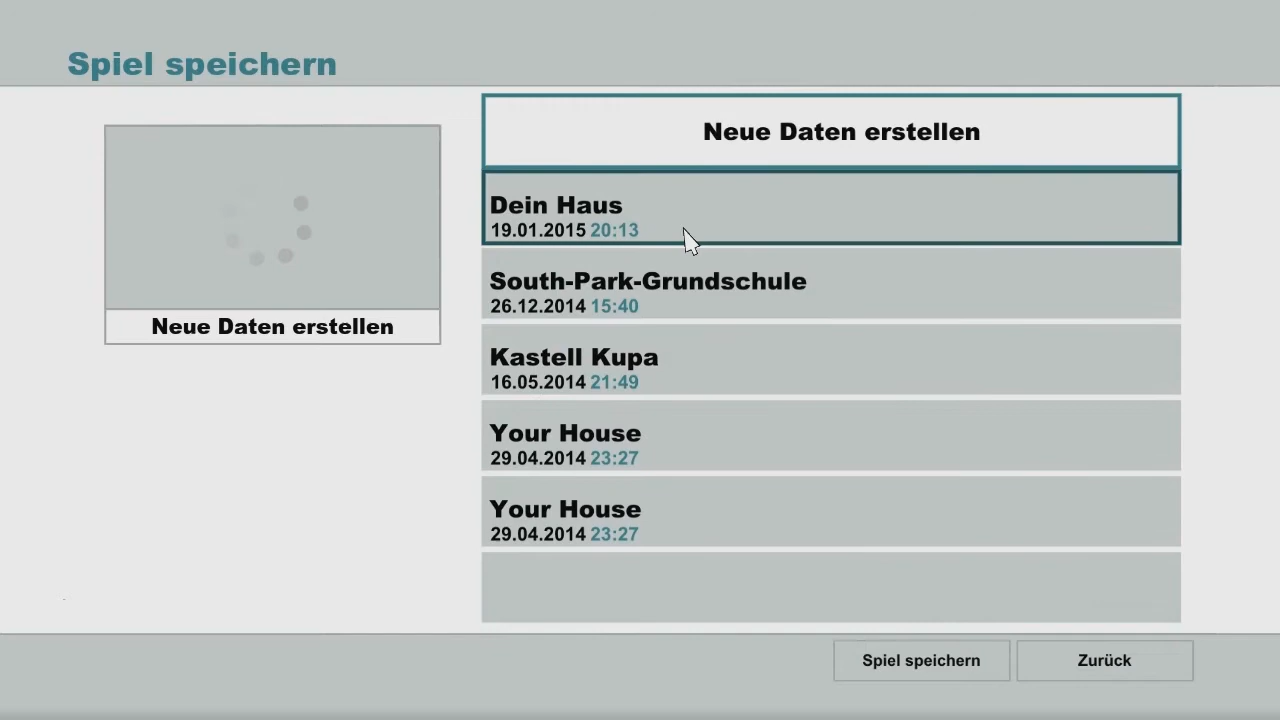 Spiel speichern
Neue Daten erstellen
Neue Daten erstellen
Dein Haus
19.01.2015 20:13
South-Park-Grundschule
26.12.2014 15:40
Kastell Kupa
16.05.2014 21:49
Your House
29.04.2014 23:27
Your House
29.04.2014 23:27
Spiel speichern
Zurück